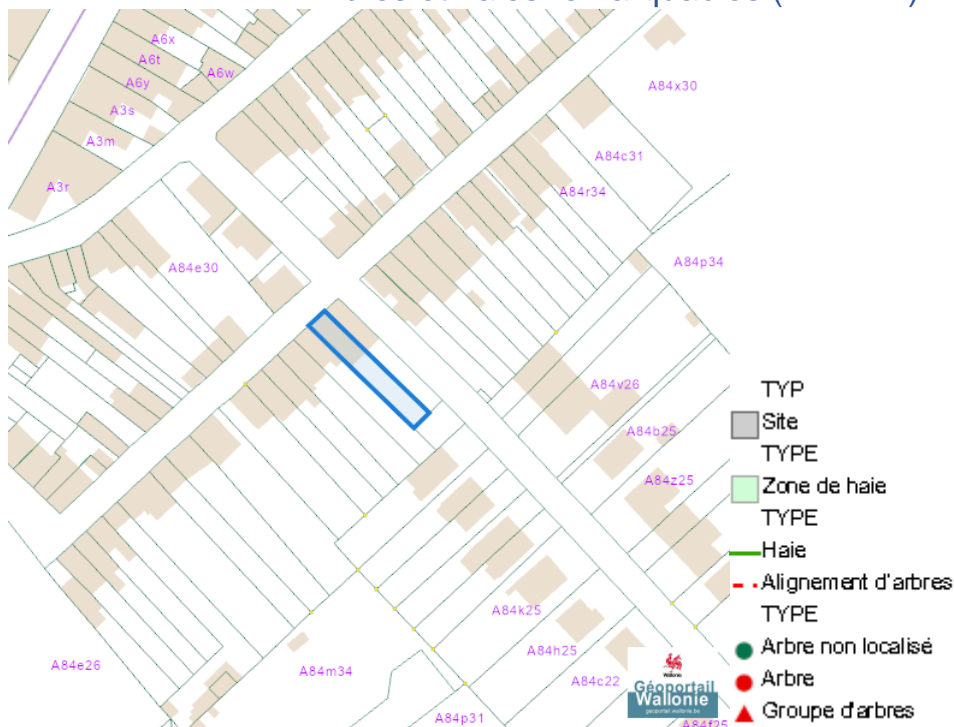 A6x
A6t
A6w
A6y
A3s
A3m
A3r
A84x30
A84c31
A84r34
A84e30
A84p34
A84v26
A84b25
A84z25
A84k25
A84h25
A84e26
A84m34
A84c22
A84p31
TYP
Site
TYPE
Zone de haie
TYPE
Haie
Alignement d'arbres
TYPE
Arbre non localisé
Arbre
Groupe d'arbres
Wallonie
Géoportail
Wallonie
geoportail.wallonie.be